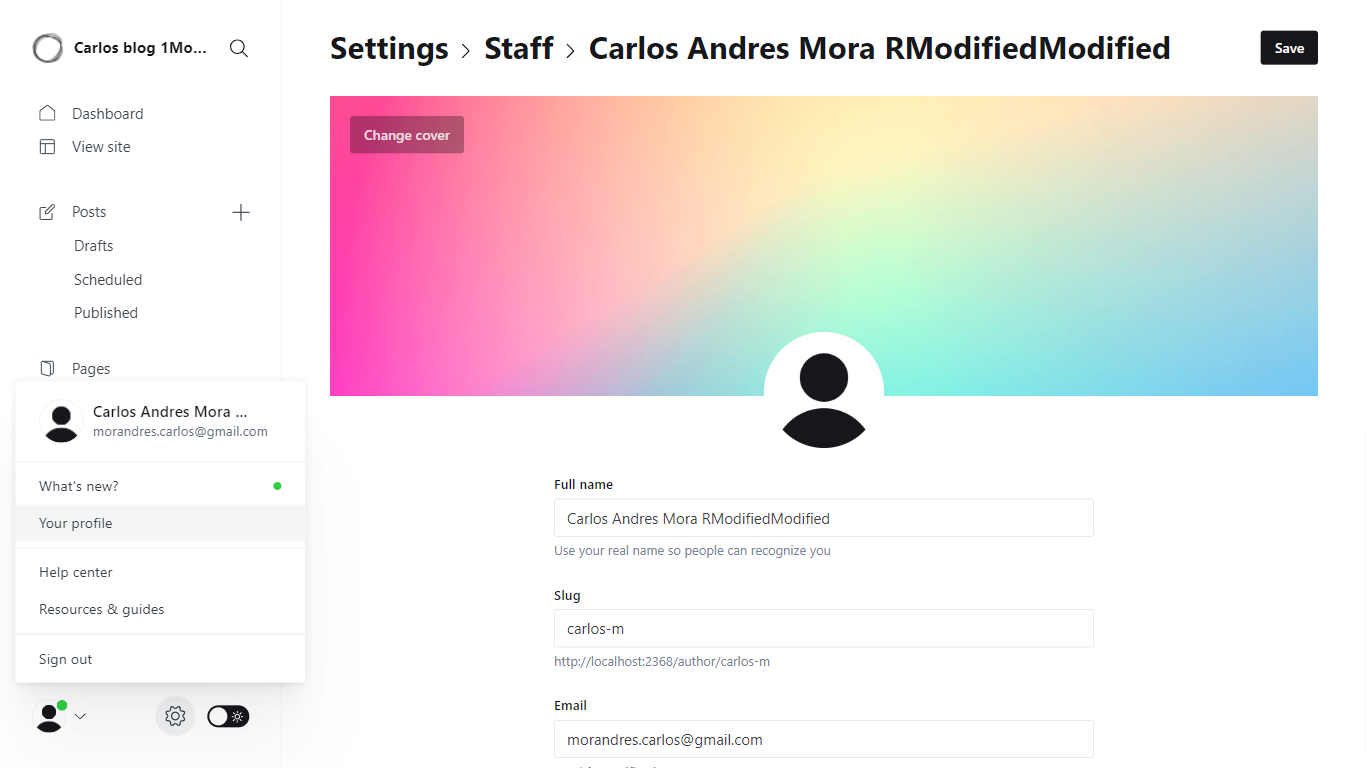 Carlos blog 1Mo...
Dashboard
View site
Posts
Drafts
Scheduled
Published
Pages
Carlos Andres Mora ...
morandres.carlos@gmail.com
What's new?
Your profile
Help center
Resources & guides
Sign out
Settings > Staff > Carlos Andres Mora RModifiedModified
Save
Change cover
Full name
Carlos Andres Mora RModifiedModified
Use your real name so people can recognize you
Slug
carlos-m
http://localhost:2368/author/carlos-m
Email
morandres.carlos@gmail.com